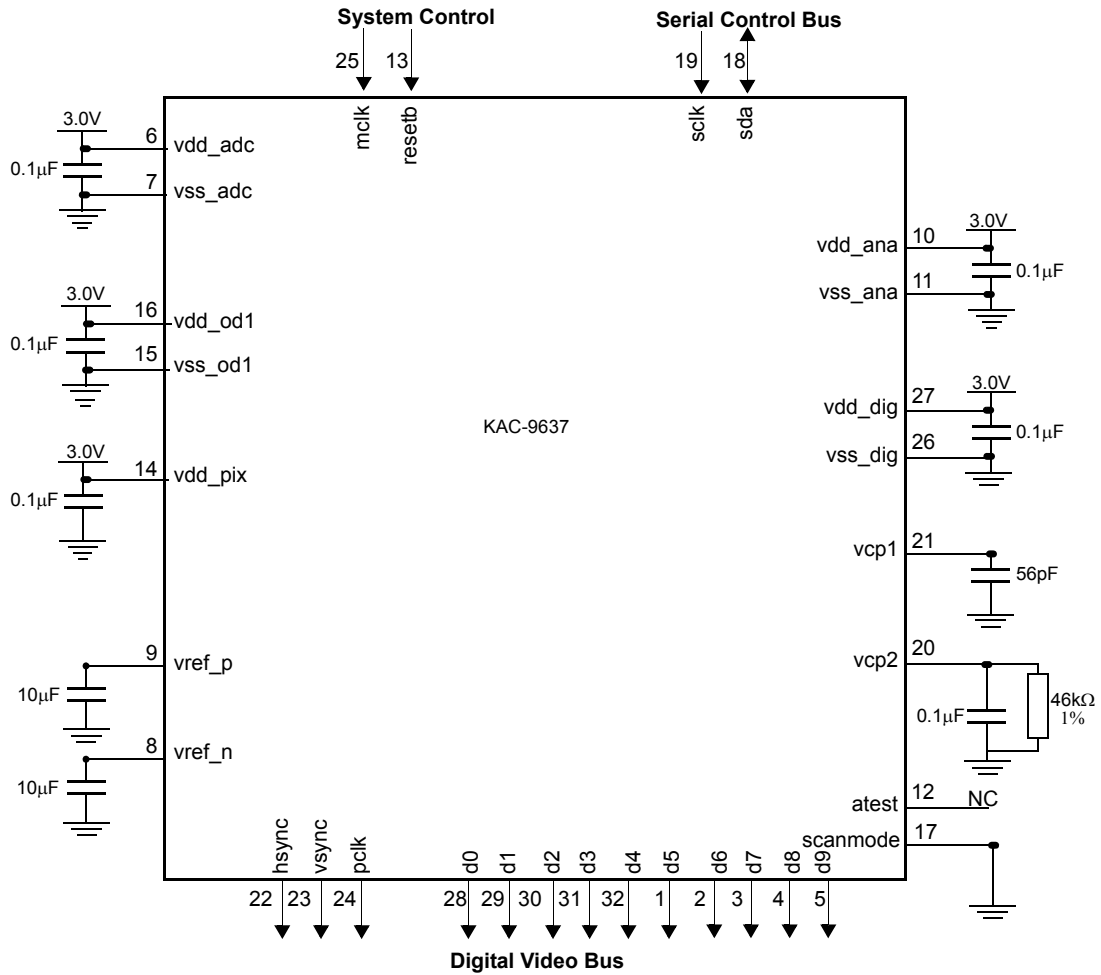 System Control
Serial Control Bus
25
13
19
18
mclk
resetb
sclk
sda
3.0V
6
vdd_adc
0.1µF
7
vss_adc
3.0V
16
vdd_od1
0.1µF
15
vss_od1
3.0V
14
vdd_pix
0.1µF
9
vref_p
10µF
8
vref_n
10µF
KAC-9637
3.0V
vdd_ana
10
0.1µF
vss_ana
11
3.0V
vdd_dig
27
0.1µF
vss_dig
26
vcp1
21
56pF
vcp2
20
0.1µF
46kΩ
1%
atest
12
NC
scanmode
17
hsync
vsync
pclk
d0
d1
d2
d3
d4
d5
d6
d7
d8
d9
22
23
24
28
29
30
31
32
1
2
3
4
5
Digital Video Bus